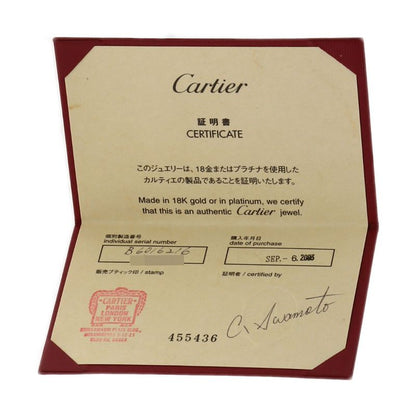 Cartier
証明書
CERTIFICATE
このジュエリーは、18金またはプラチナを使用した
カルティエの製品であることを証明いたします。
Made in 18K gold or in platinum, we certify
that this is an authentic Cartier jewel.
個別製造番号
individual serial number
B6016216
購入年月日
date of purchase
SEP. -6. 2005
販売ブティック印 / stamp
証明者 / certified by
CARTIER
PARIS
LONDON
NEW YORK
455436